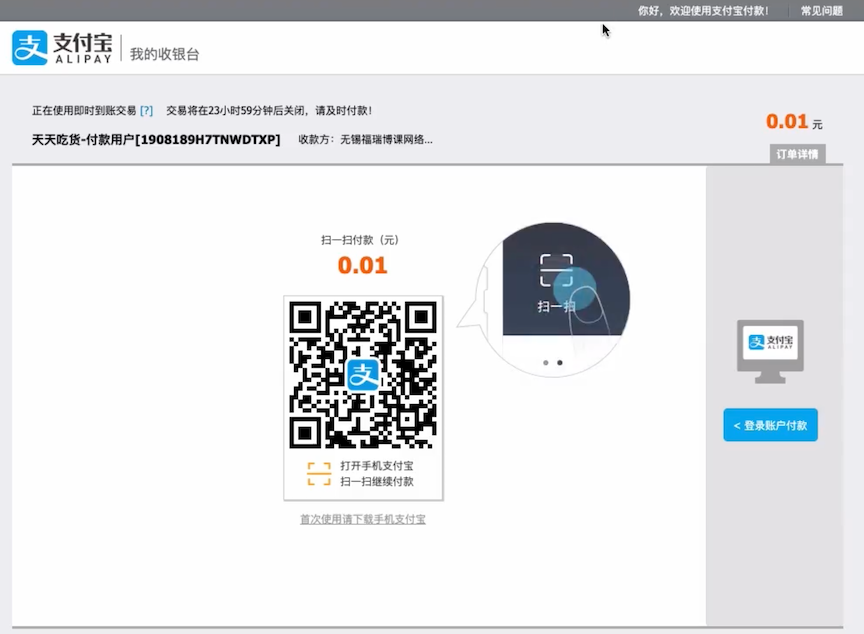 你好，欢迎使用支付宝付款！ 常见问题
支付宝 ALIPAY 我的收银台
正在使用即时到账交易 [?] 交易将在23小时59分钟后关闭，请及时付款！
天天吃货-付款用户[1908189H7TNWDTXP] 收款方：无锡福瑞博课网络...
0.01 元
订单详情
扫一扫付款（元）
0.01
扫一扫
支
打开手机支付宝
扫一扫继续付款
首次使用请下载手机支付宝
支付宝
ALIPAY
< 登录账户付款